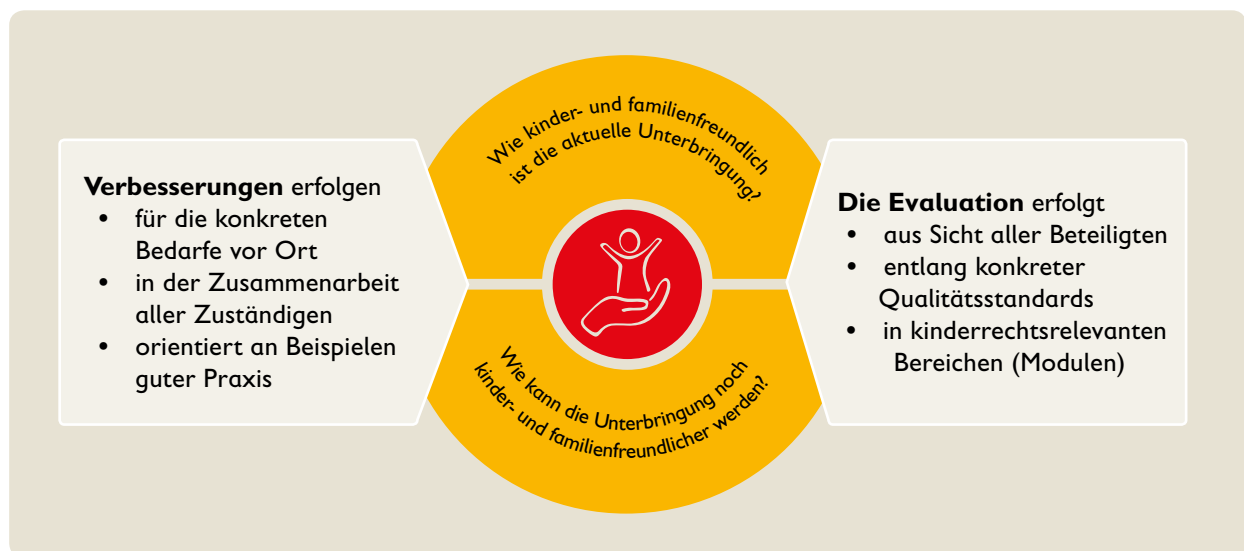 Wie kinder- und familienfreundlich
ist die aktuelle Unterbringung?
Verbesserungen erfolgen
• für die konkreten
Bedarfe vor Ort
• in der Zusammenarbeit
aller Zuständigen
• orientiert an Beispielen
guter Praxis
Die Evaluation erfolgt
• aus Sicht aller Beteiligten
• entlang konkreter
Qualitätsstandards
• in kinderrechtsrelevanten
Bereichen (Modulen)
Wie kann die Unterbringung noch
kinder- und familienfreundlicher werden?